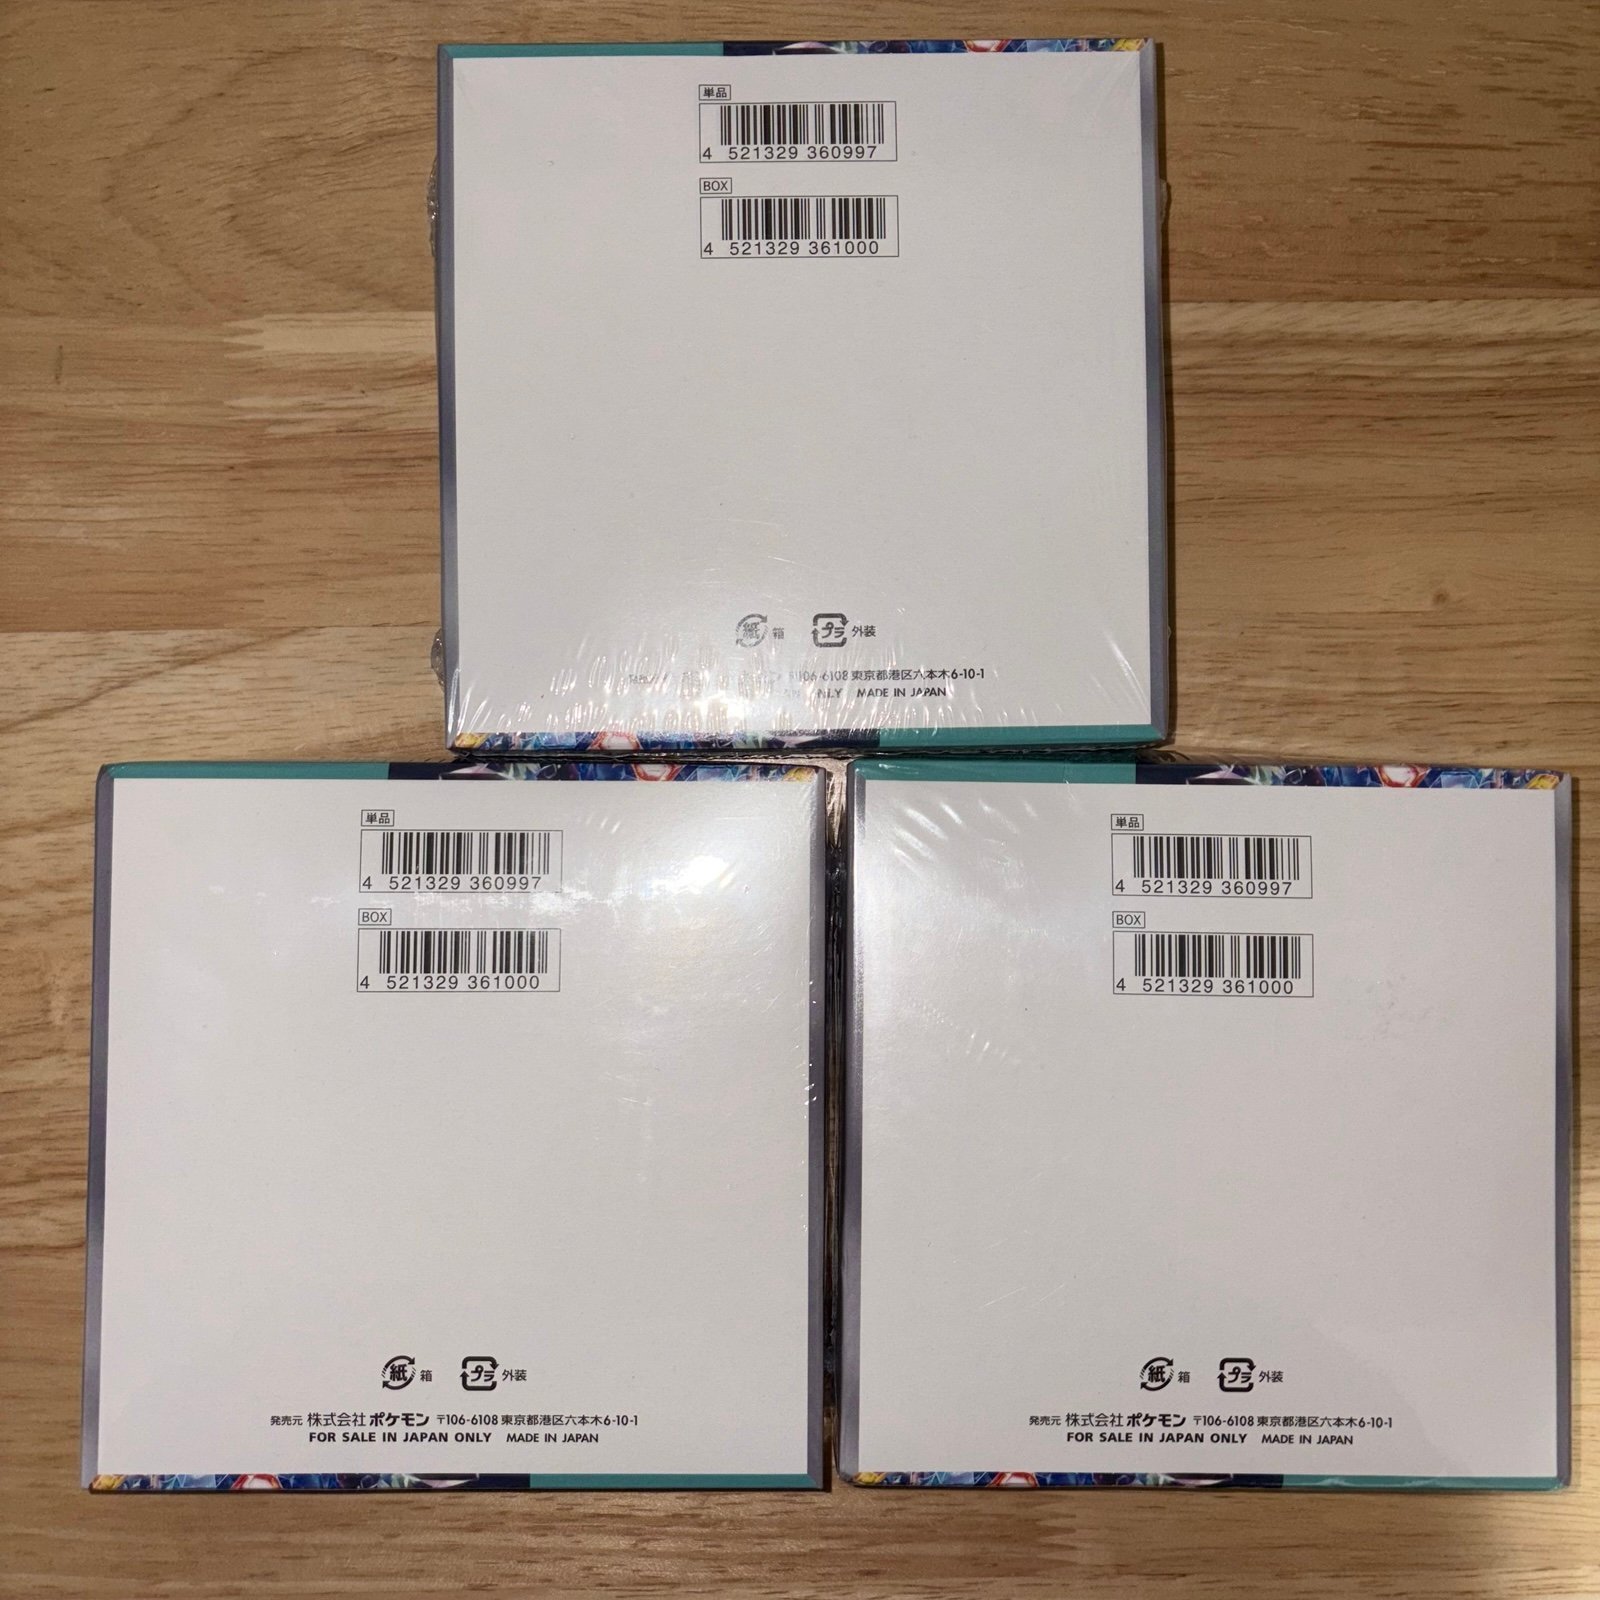 単品
4 521329 360997
BOX
4 521329 361000
紙 箱 プラ 外装
〒106-6108 東京都港区六本木6-10-1
ONLY MADE IN JAPAN
単品
4 521329 360997
BOX
4 521329 361000
紙 箱 プラ 外装
発売元 株式会社ポケモン 〒106-6108 東京都港区六本木6-10-1
FOR SALE IN JAPAN ONLY MADE IN JAPAN
単品
4 521329 360997
BOX
4 521329 361000
紙 箱 プラ 外装
発売元 株式会社ポケモン 〒106-6108 東京都港区六本木6-10-1
FOR SALE IN JAPAN ONLY MADE IN JAPAN